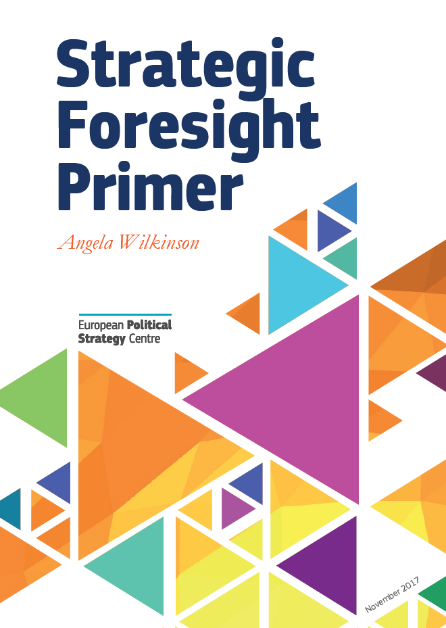 Strategic
Foresight
Primer
Angela Wilkinson
European Political
Strategy Centre
November 2017